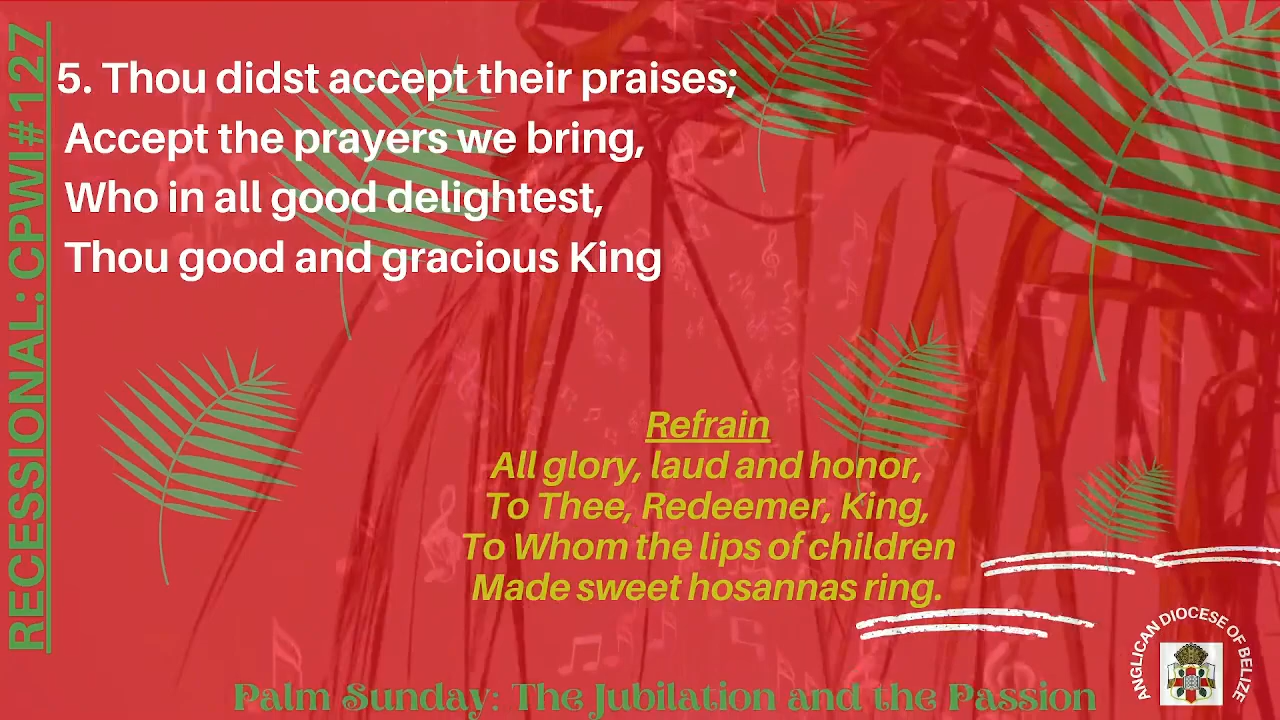 RECESSIONAL: CPWI# 127
5. Thou didst accept their praises;
Accept the prayers we bring,
Who in all good delightest,
Thou good and gracious King
Refrain
All glory, laud and honor,
To Thee, Redeemer, King,
To Whom the lips of children
Made sweet hosannas ring.
Palm Sunday: The Jubilation and the Passion
ANGLICAN DIOCESE OF BELIZE